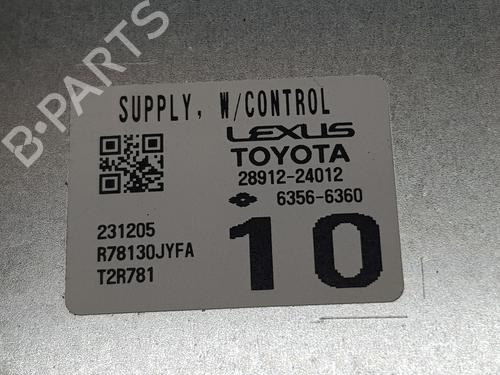 B-PARTS
SUPPLY, W/CONTROL
LEXUS
TOYOTA
28912-24012
6356-6360
231205
R78130JYFA
T2R781
10